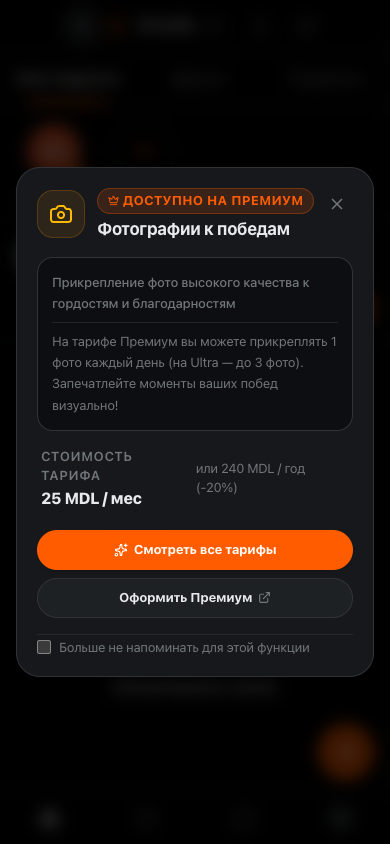 ДОСТУПНО НА ПРЕМИУМ
Фотографии к победам
Прикрепление фото высокого качества к
гордостям и благодарностям
На тарифе Премиум вы можете прикреплять 1
фото каждый день (на Ultra — до 3 фото).
Запечатлейте моменты ваших побед
визуально!
СТОИМОСТЬ
ТАРИФА
25 MDL / мес
или 240 MDL / год
(-20%)
Смотреть все тарифы
Оформить Премиум
Больше не напоминать для этой функции